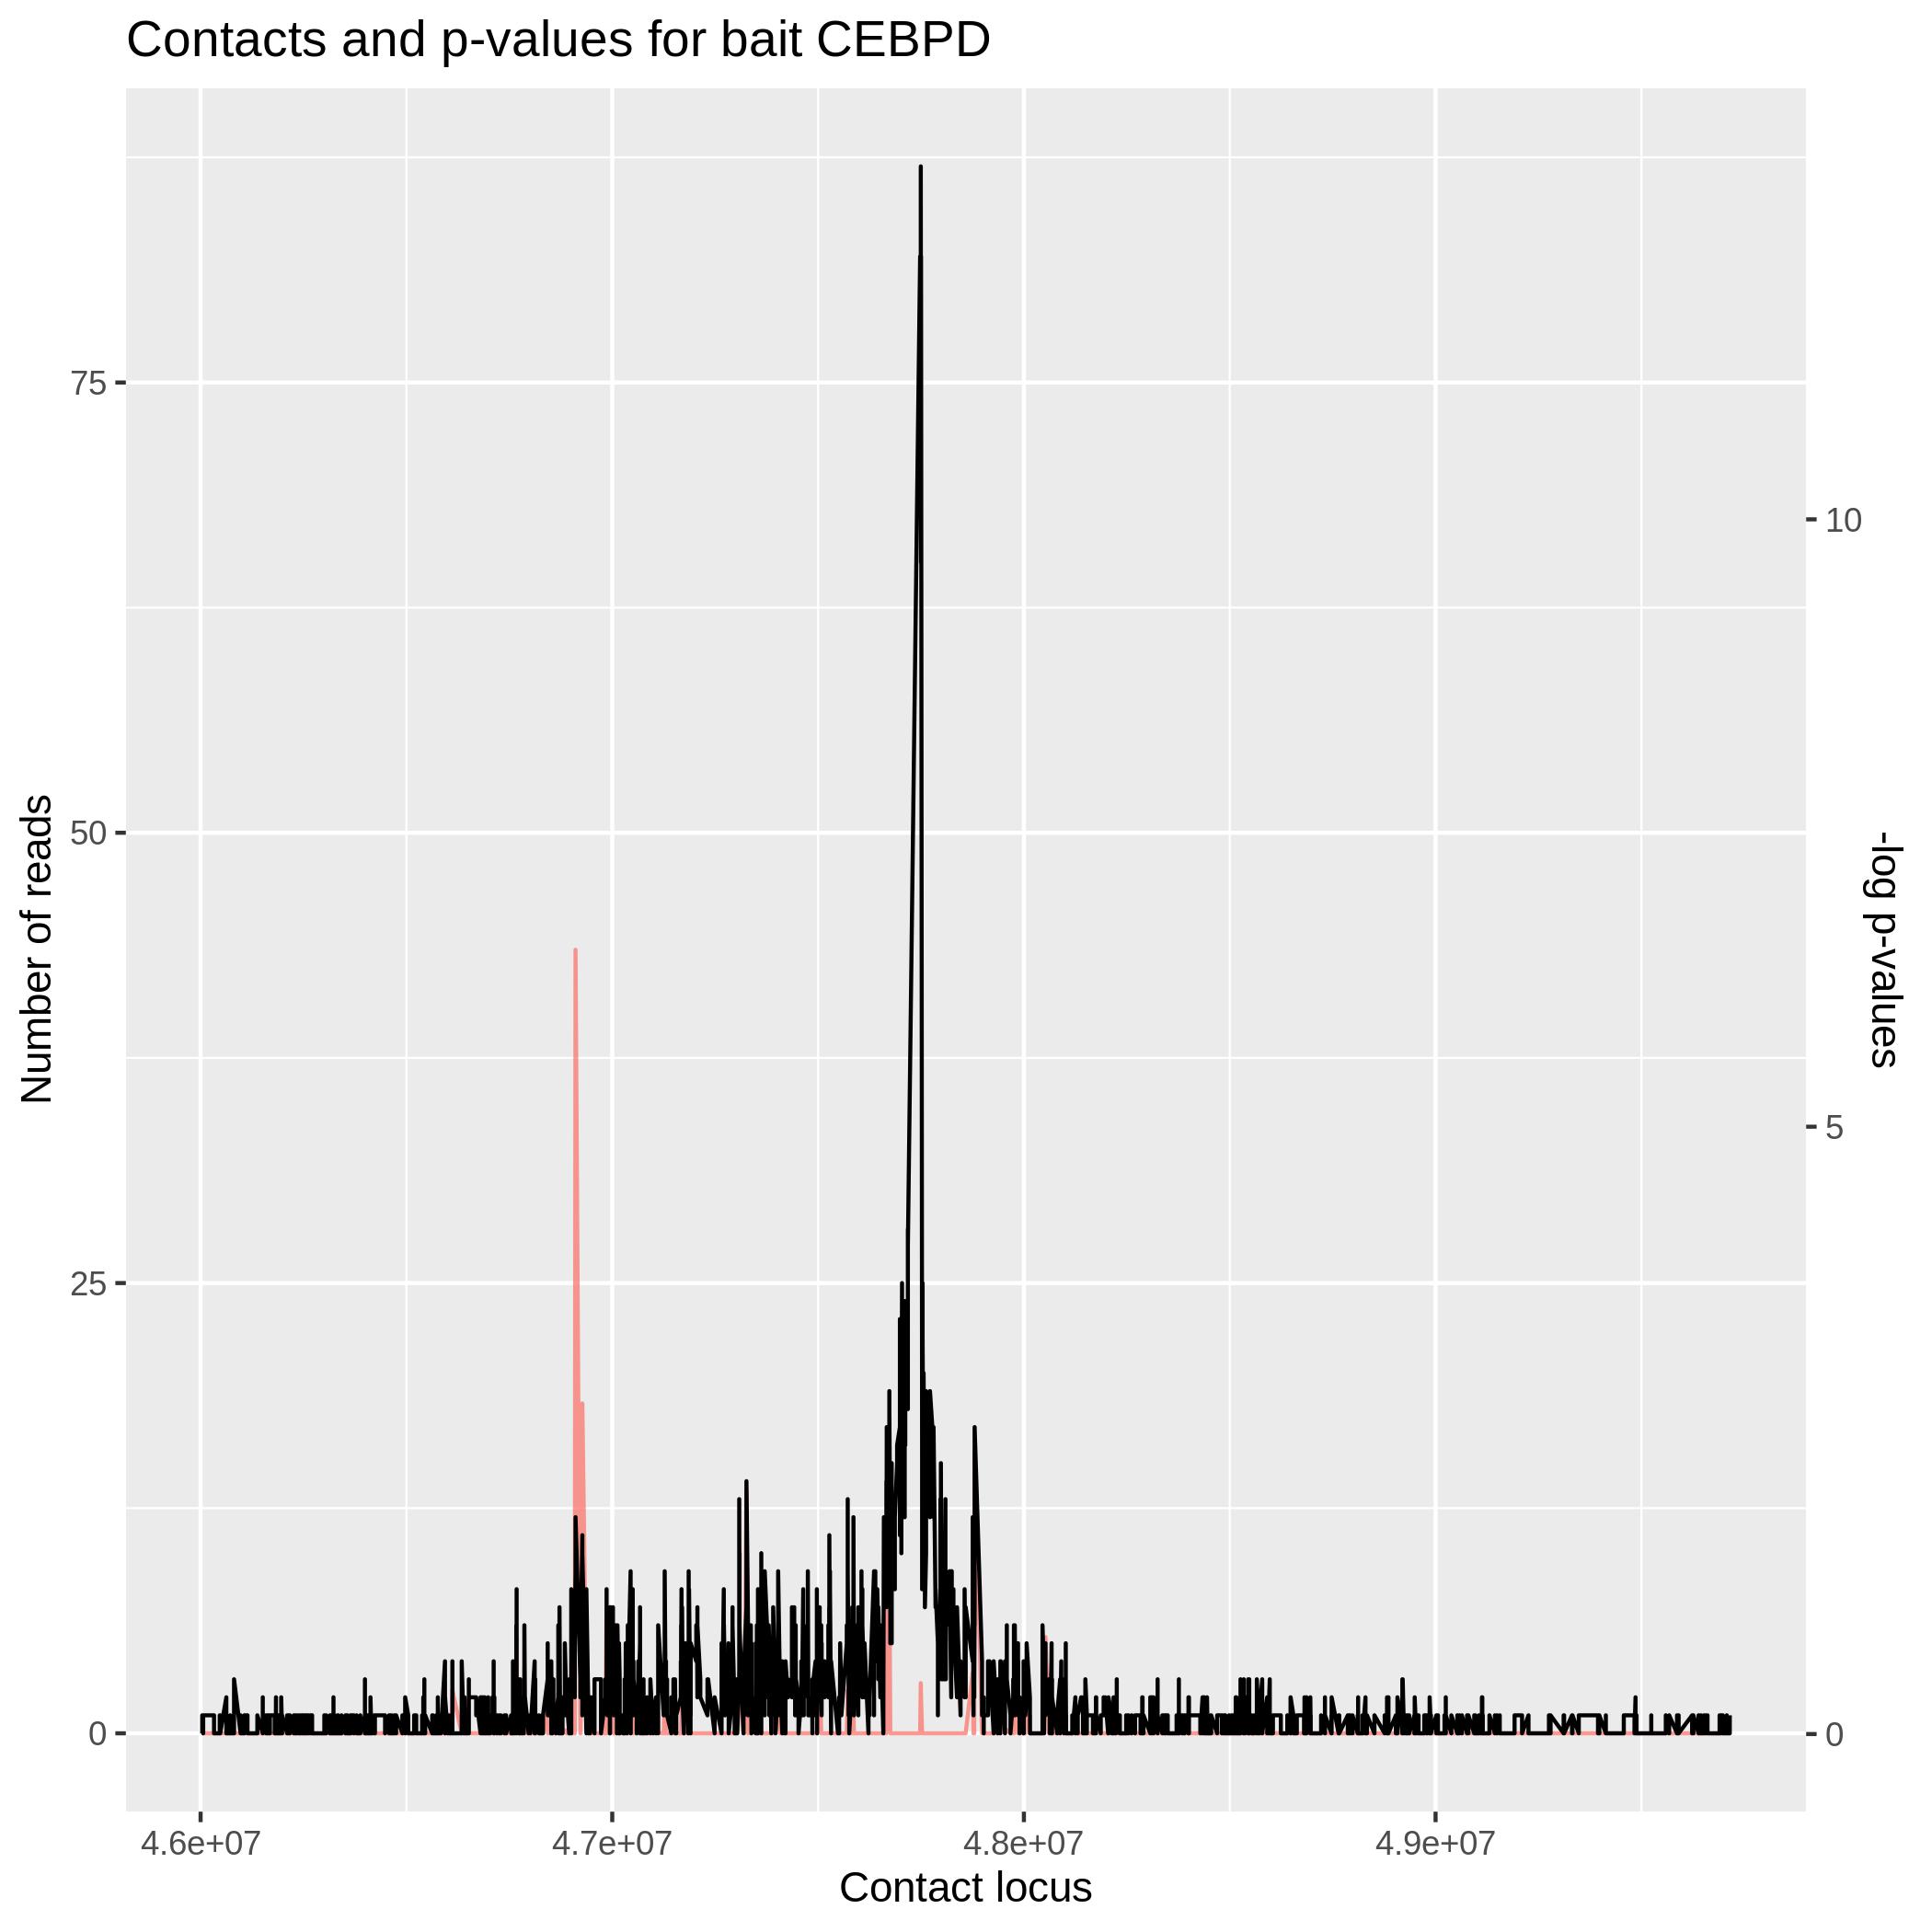 Contacts and p-values for bait CEBPD
75
50
25
0
Number of reads
10
5
0
-log p-values
4.6e+07
4.7e+07
4.8e+07
4.9e+07
Contact locus